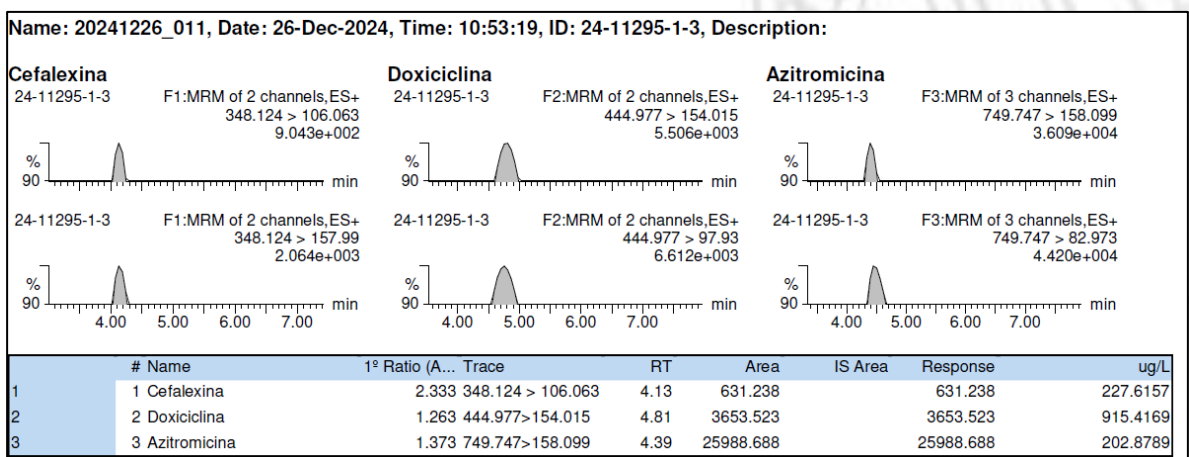 Name: 20241226_011, Date: 26-Dec-2024, Time: 10:53:19, ID: 24-11295-1-3, Description:
Cefalexina
24-11295-1-3 F1:MRM of 2 channels,ES+
348.124 > 106.063
9.043e+002
%
90
min
24-11295-1-3 F1:MRM of 2 channels,ES+
348.124 > 157.99
2.064e+003
%
90
min
4.00 5.00 6.00 7.00
Doxiciclina
24-11295-1-3 F2:MRM of 2 channels,ES+
444.977 > 154.015
5.506e+003
%
90
min
24-11295-1-3 F2:MRM of 2 channels,ES+
444.977 > 97.93
6.612e+003
%
90
min
4.00 5.00 6.00 7.00
Azitromicina
24-11295-1-3 F3:MRM of 3 channels,ES+
749.747 > 158.099
3.609e+004
%
90
min
24-11295-1-3 F3:MRM of 3 channels,ES+
749.747 > 82.973
4.420e+004
%
90
min
4.00 5.00 6.00 7.00
# Name 1º Ratio (A... Trace RT Area IS Area Response ug/L
1 1 Cefalexina 2.333 348.124 > 106.063 4.13 631.238 631.238 227.6157
2 2 Doxiciclina 1.263 444.977>154.015 4.81 3653.523 3653.523 915.4169
3 3 Azitromicina 1.373 749.747>158.099 4.39 25988.688 25988.688 202.8789